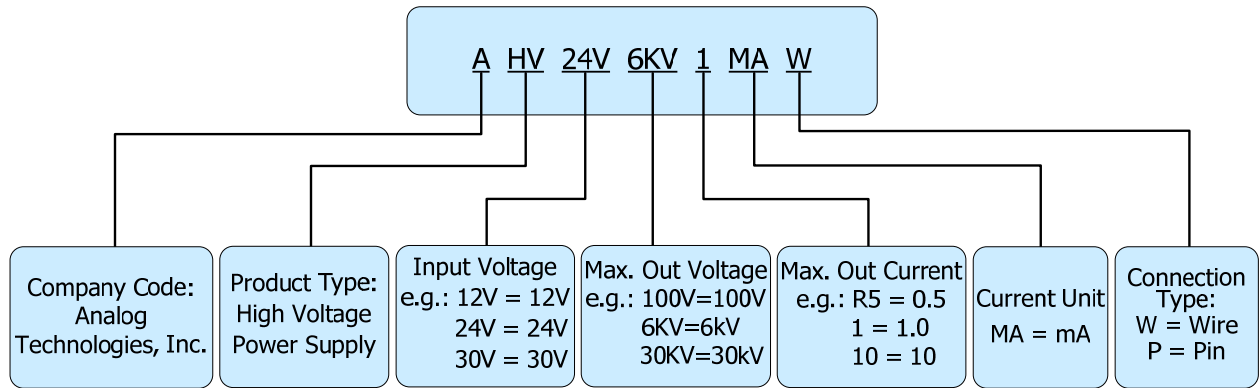 A HV 24V 6KV 1 MA W
Company Code:
Analog
Technologies, Inc.
Product Type:
High Voltage
Power Supply
Input Voltage
e.g.: 12V = 12V
24V = 24V
30V = 30V
Max. Out Voltage
e.g.: 100V=100V
6KV=6kV
30KV=30kV
Max. Out Current
e.g.: R5 = 0.5
1 = 1.0
10 = 10
Current Unit
MA = mA
Connection
Type:
W = Wire
P = Pin